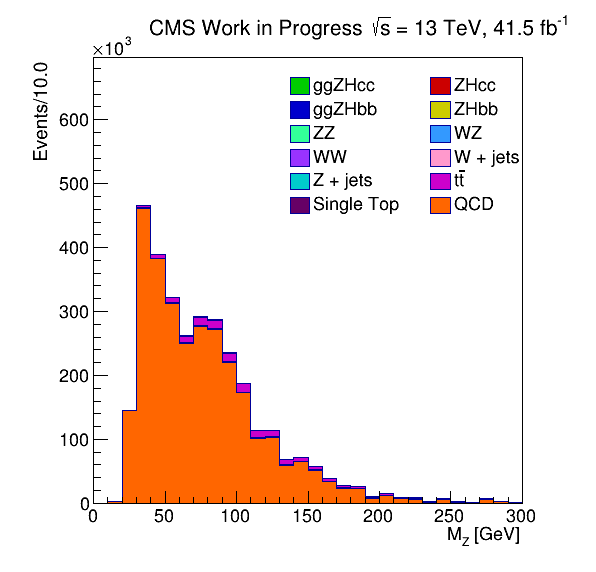 CMS Work in Progress √s = 13 TeV, 41.5 fb⁻¹
×10³
Events/10.0
ggZHcc ZHcc
ggZHbb ZHbb
ZZ WZ
WW W + jets
Z + jets tt̄
Single Top QCD
600
500
400
300
200
100
0
0 50 100 150 200 250 300
M_Z [GeV]